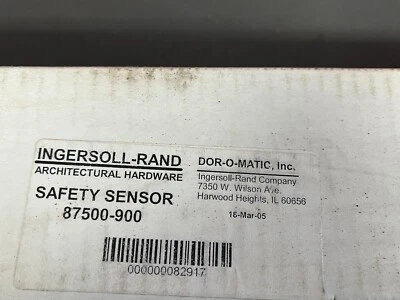 INGERSOLL-RAND
ARCHITECTURAL HARDWARE
SAFETY SENSOR
87500-900
000000082917
DOR-O-MATIC, Inc.
Ingersoll-Rand Company
7350 W. Wilson Ave.
Harwood Heights, IL 60656
16-Mar-05